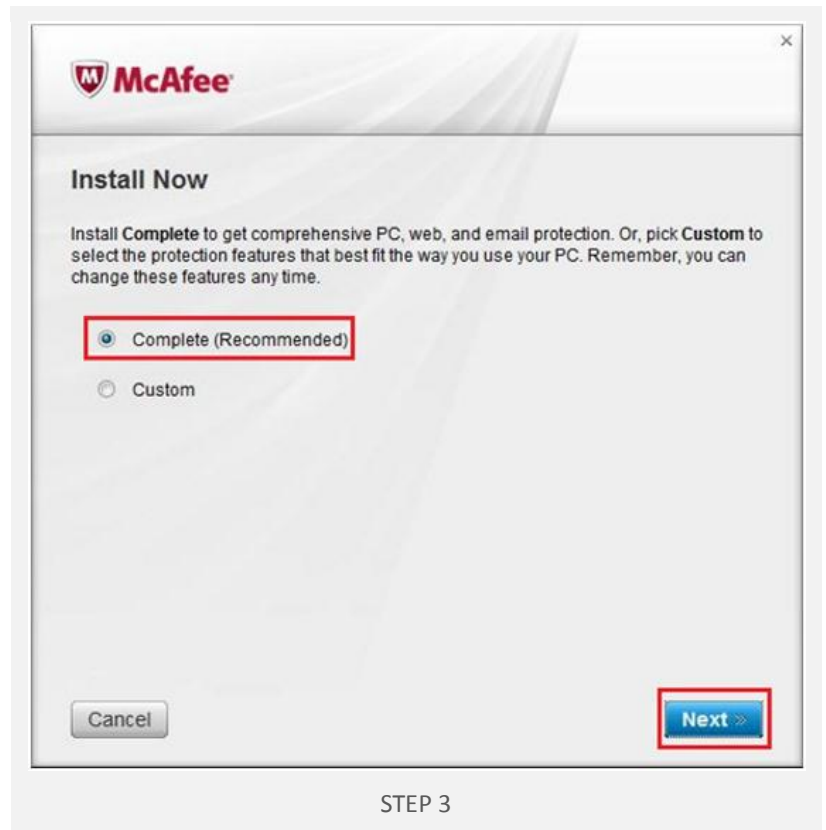 McAfee
Install Now
Install Complete to get comprehensive PC, web, and email protection. Or, pick Custom to
select the protection features that best fit the way you use your PC. Remember, you can
change these features any time.
Complete (Recommended)
Custom
Cancel
Next »
STEP 3